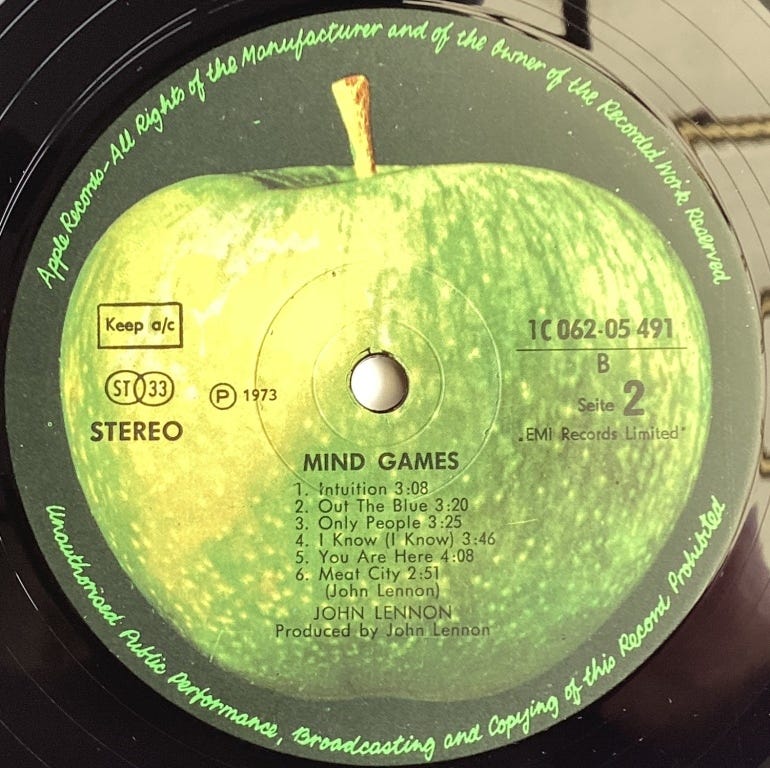 Apple Records-All Rights of the Manufacturer and of the Owner of the Recorded Work Reserved
Keep a/c
ST 33
STEREO
P 1973
1C 062-05 491
B
Seite 2
„EMI Records Limited"
MIND GAMES
1. Intuition 3:08
2. Out The Blue 3:20
3. Only People 3:25
4. I Know (I Know) 3:46
5. You Are Here 4:08
6. Meat City 2:51
(John Lennon)
JOHN LENNON
Produced by John Lennon
Unauthorised Public Performance, Broadcasting and Copying of this Record Prohibited